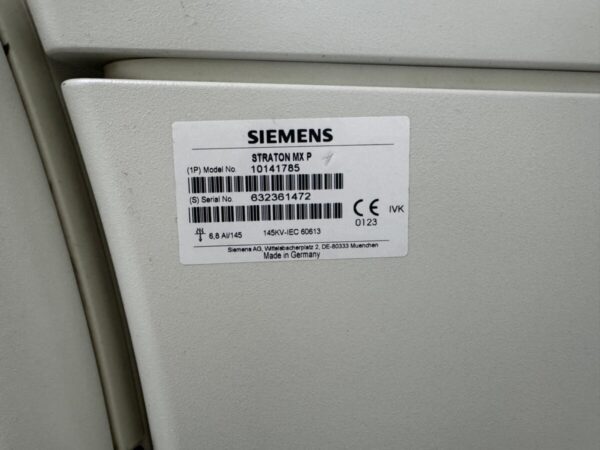 SIEMENS
STRATON MX P
(1P) Model No. 10141785
(S) Serial No. 632361472
CE IVK
0123
6,8 Al/145 145KV-IEC 60613
Siemens AG, Wittelsbacherplatz 2, DE-80333 Muenchen
Made in Germany